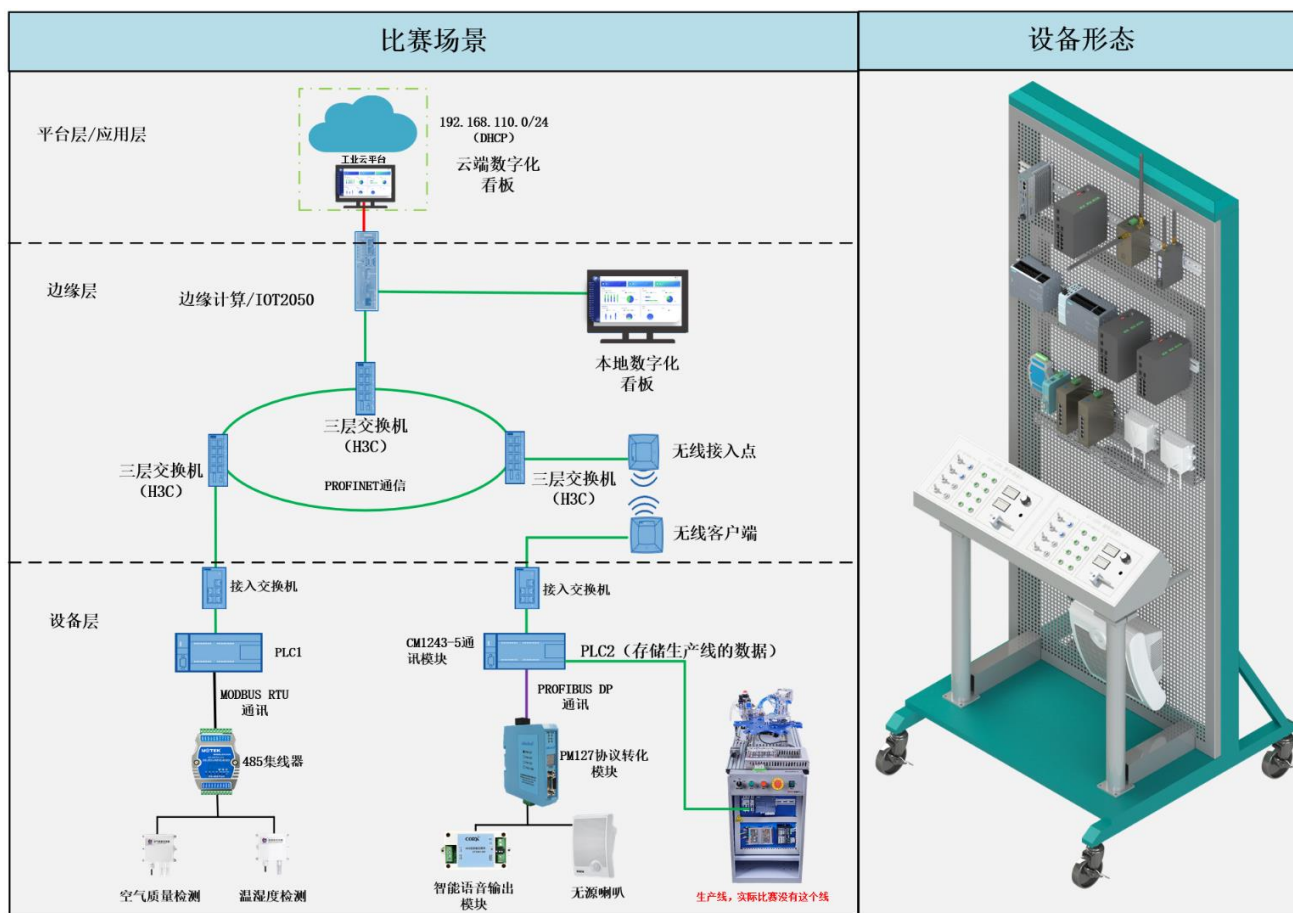 比赛场景
设备形态
平台层/应用层
192.168.110.0/24
(DHCP)
工业云平台
云端数字化
看板
边缘层
边缘计算/IOT2050
本地数字化
看板
三层交换机
(H3C)
三层交换机
(H3C)
PROFINET通信
三层交换机
(H3C)
无线接入点
无线客户端
设备层
接入交换机
接入交换机
PLC1
CM1243-5通
讯模块
PLC2（存储生产线的数据）
MODBUS RTU
通讯
PROFIBUS DP
通讯
485集线器
PM127协议转化
模块
空气质量检测
温湿度检测
智能语音输出
模块
无源喇叭
生产线，实际比赛没有这个线